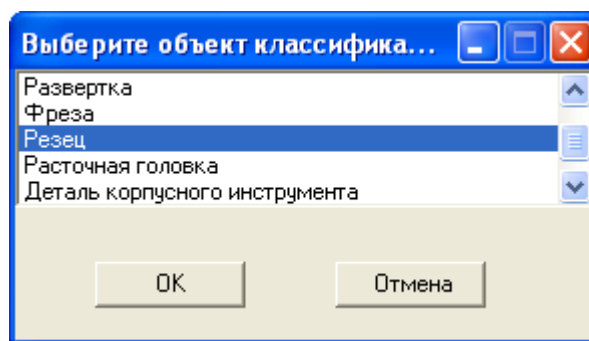 Выберите объект классифика...
Развертка
Фреза
Резец
Расточная головка
Деталь корпусного инструмента
OK Отмена